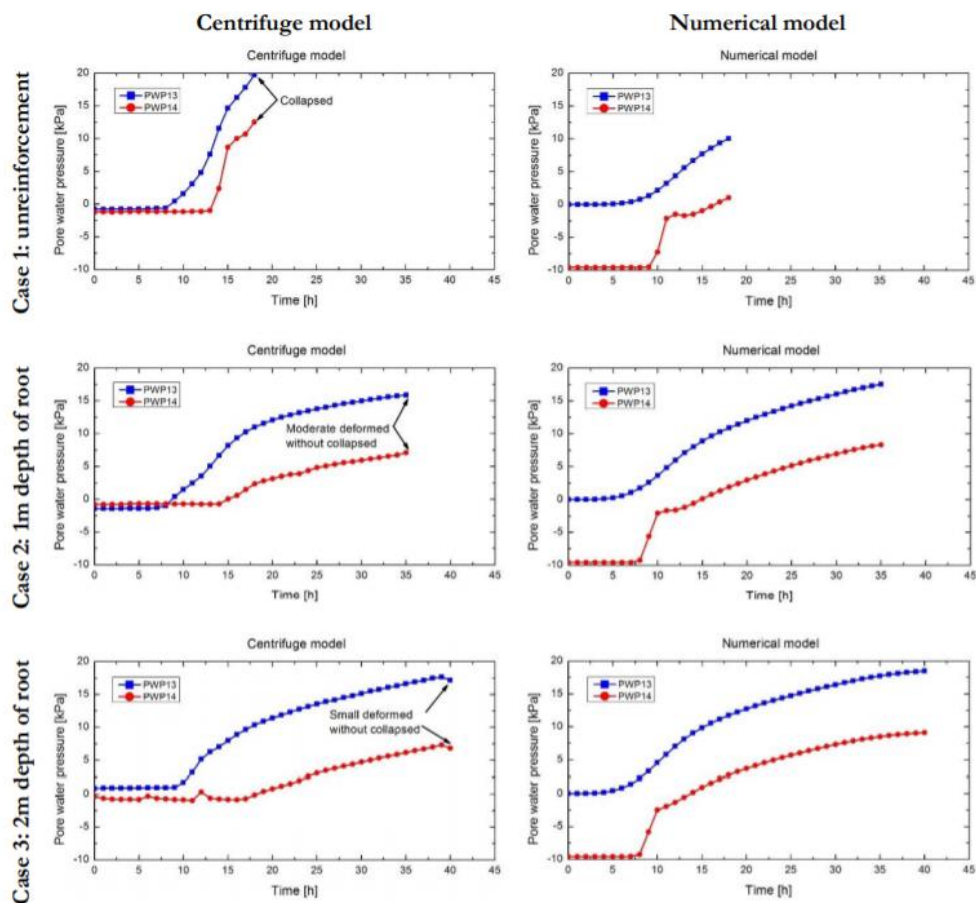 Centrifuge model
Numerical model
Case 1: unreinforcement
Centrifuge model
20
15
10
5
0
-5
-10
Pore water pressure [kPa]
PWP13
PWP14
Collapsed
0 5 10 15 20 25 30 35 40 45
Time [h]
Numerical model
20
15
10
5
0
-5
-10
Pore water pressure [kPa]
PWP13
PWP14
0 5 10 15 20 25 30 35 40 45
Time [h]
Case 2: 1m depth of root
Centrifuge model
20
15
10
5
0
-5
-10
Pore water pressure [kPa]
PWP13
PWP14
Moderate deformed
without collapsed
0 5 10 15 20 25 30 35 40 45
Time [h]
Numerical model
20
15
10
5
0
-5
-10
Pore water pressure [kPa]
PWP13
PWP14
0 5 10 15 20 25 30 35 40 45
Time [h]
Case 3: 2m depth of root
Centrifuge model
20
15
10
5
0
-5
-10
Pore water pressure [kPa]
PWP13
PWP14
Small deformed
without collapsed
0 5 10 15 20 25 30 35 40 45
Time [h]
Numerical model
20
15
10
5
0
-5
-10
Pore water pressure [kPa]
PWP13
PWP14
0 5 10 15 20 25 30 35 40 45
Time [h]